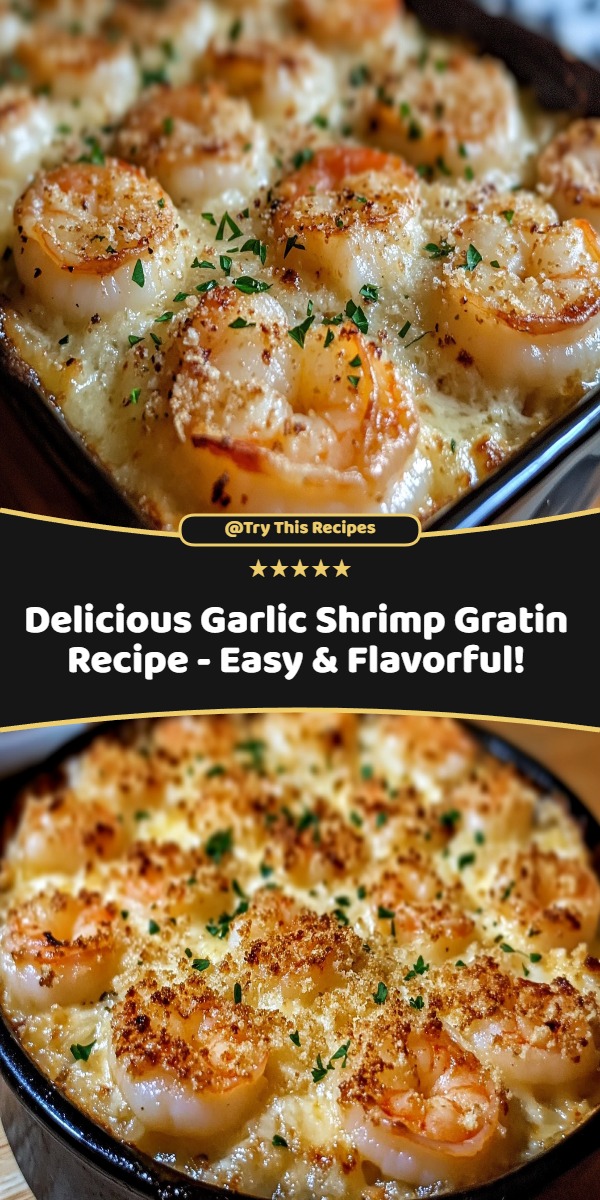 @Try This Recipes
Delicious Garlic Shrimp Gratin
Recipe - Easy & Flavorful!